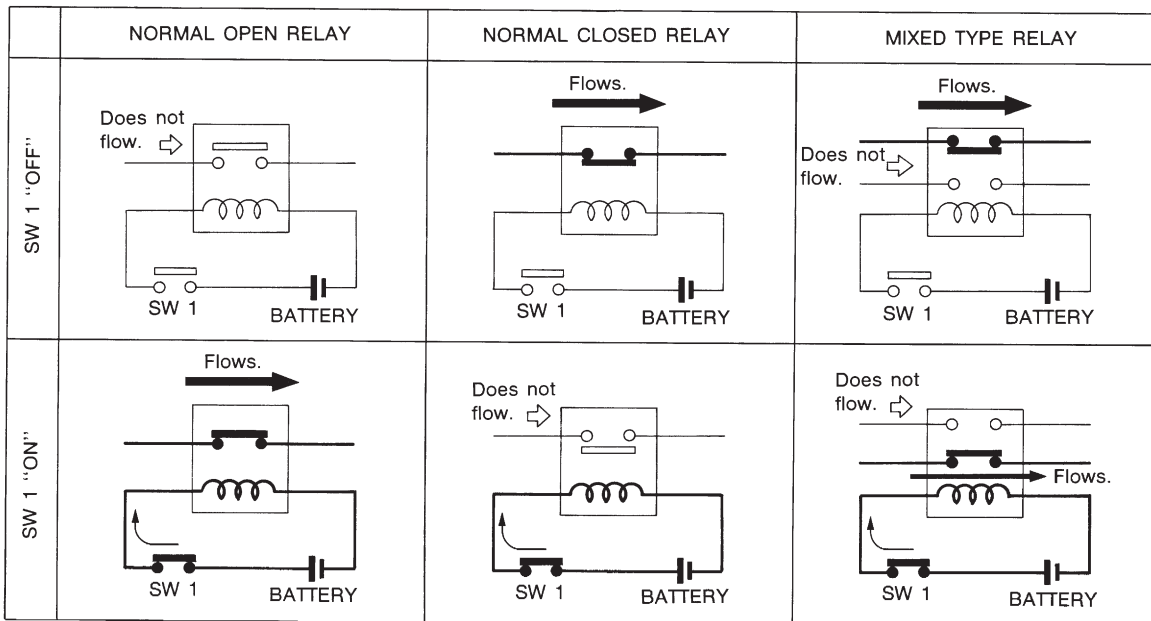 NORMAL OPEN RELAY
NORMAL CLOSED RELAY
MIXED TYPE RELAY
SW 1 "OFF"
Does not
flow.
SW 1
BATTERY
Flows.
SW 1
BATTERY
Flows.
Does not
flow.
SW 1
BATTERY
SW 1 "ON"
Flows.
SW 1
BATTERY
Does not
flow.
SW 1
BATTERY
Does not
flow.
Flows.
SW 1
BATTERY